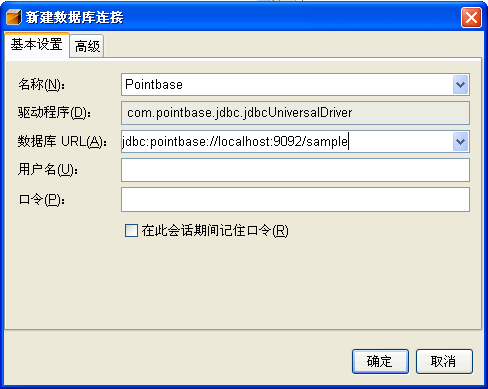 新建数据库连接
基本设置 高级
名称(N): Pointbase
驱动程序(D): com.pointbase.jdbc.jdbcUniversalDriver
数据库 URL(A): jdbc:pointbase://localhost:9092/sample
用户名(U):
口令(P):
在此会话期间记住口令(R)
确定 取消